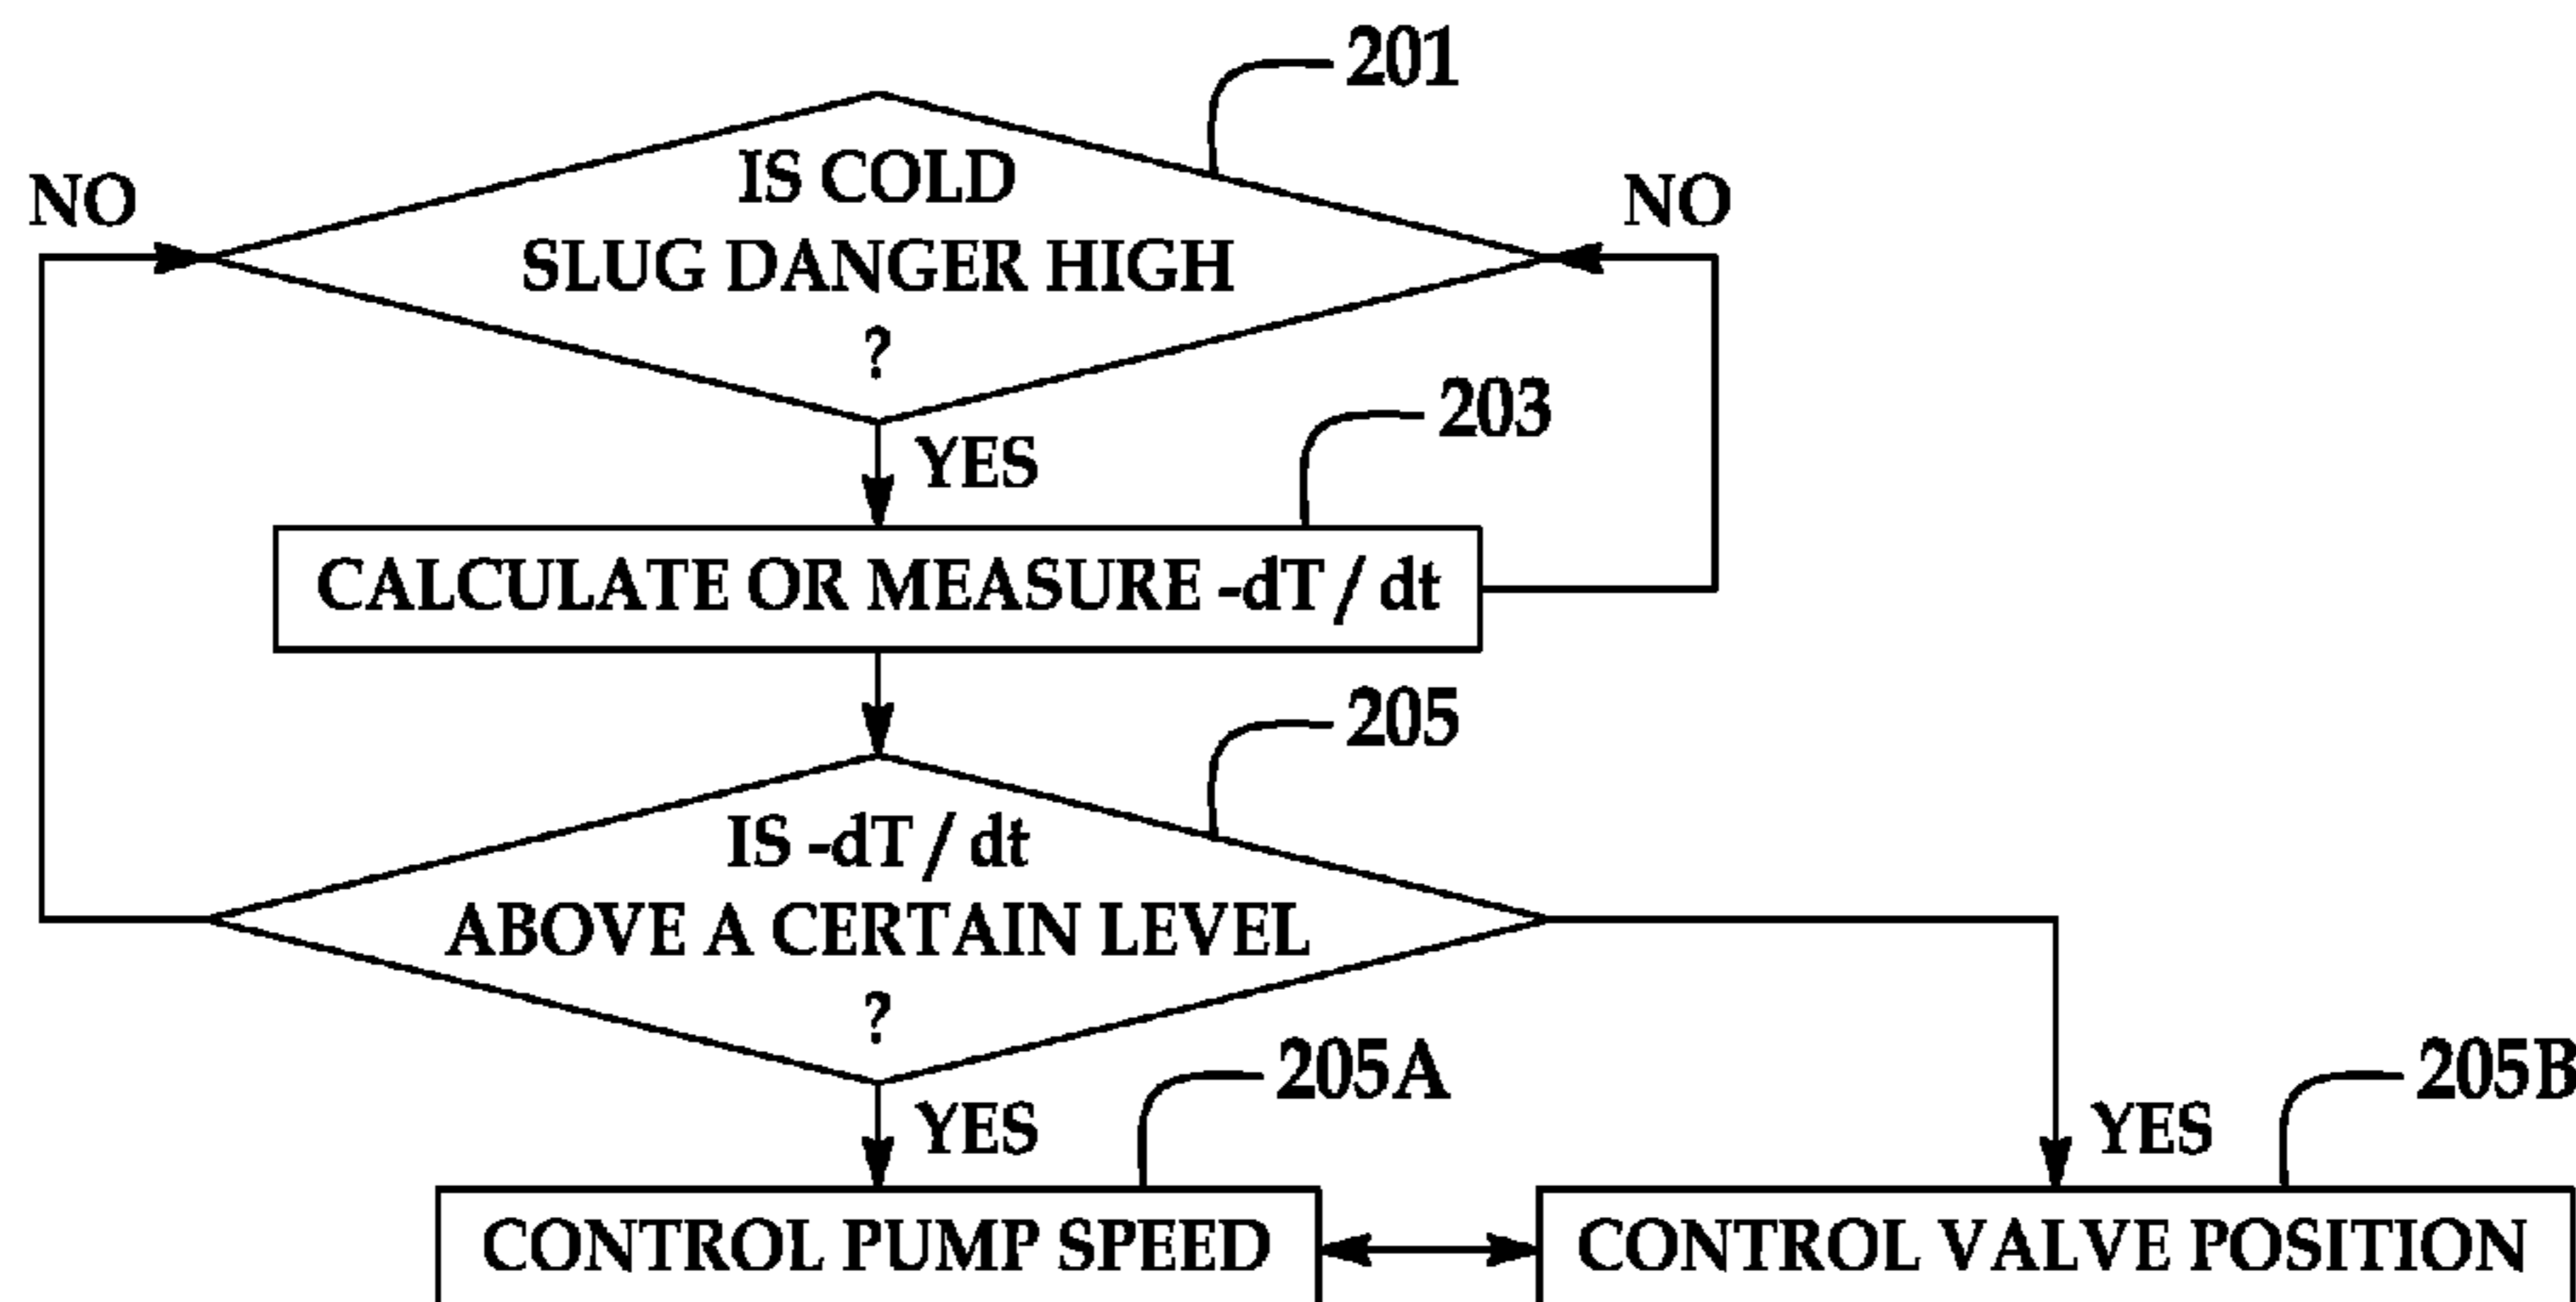 201
NO
IS COLD
NO
SLUG DANGER HIGH
?
203
YES
CALCULATE OR MEASURE -dT/dt
205
IS -dT/dt
ABOVE A CERTAIN LEVEL
?
205A
205B
YES
YES
CONTROL PUMP SPEED
CONTROL VALVE POSITION